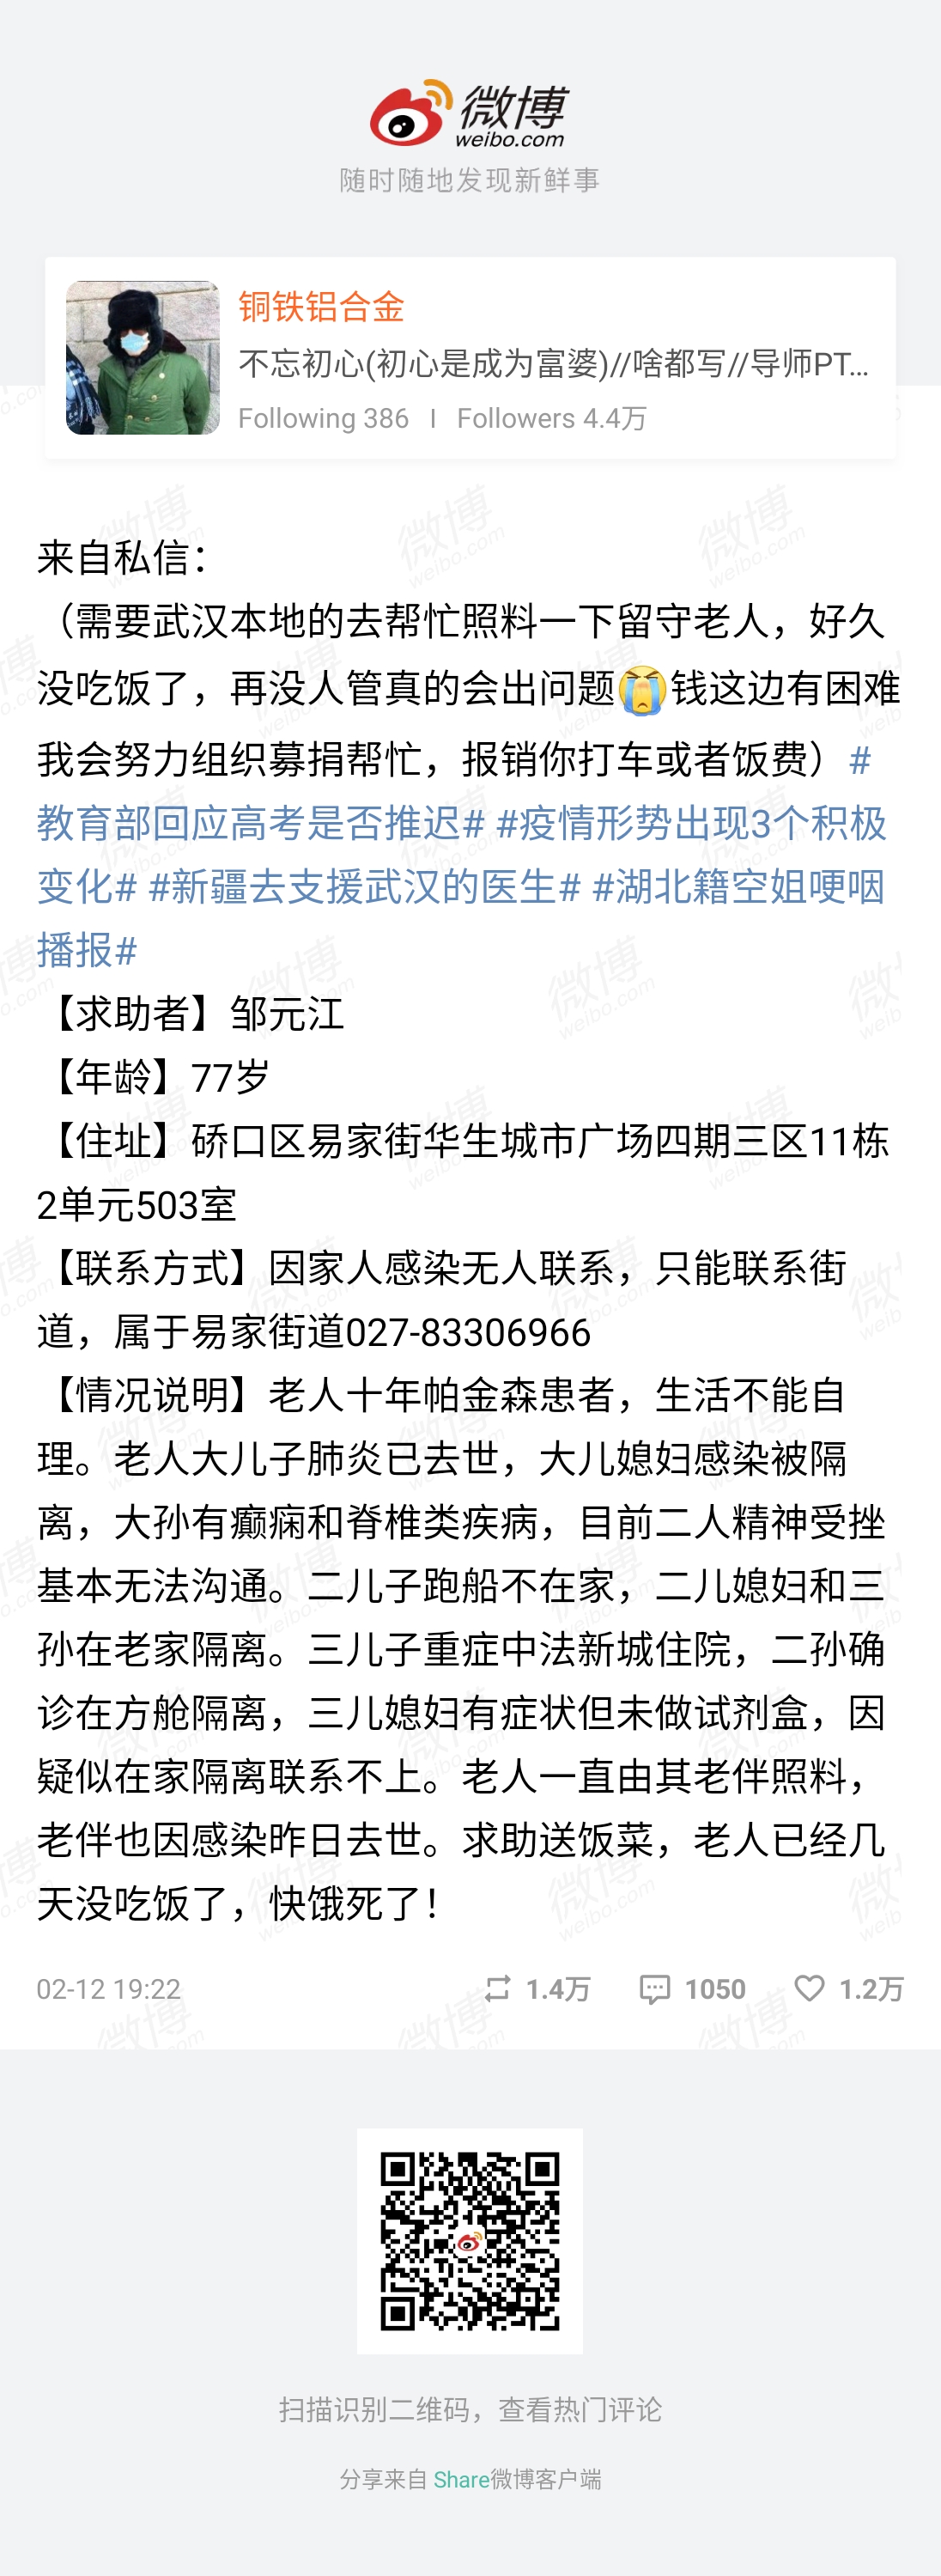 微博
weibo.com
随时随地发现新鲜事
铜铁铝合金
不忘初心(初心是成为富婆)//啥都写//导师PT...
Following 386 | Followers 4.4万
来自私信：
（需要武汉本地的去帮忙照料一下留守老人，好久
没吃饭了，再没人管真的会出问题😭钱这边有困难
我会努力组织募捐帮忙，报销你打车或者饭费）#
教育部回应高考是否推迟# #疫情形势出现3个积极
变化# #新疆去支援武汉的医生# #湖北籍空姐哽咽
播报#
【求助者】邹元江
【年龄】77岁
【住址】硚口区易家街华生城市广场四期三区11栋
2单元503室
【联系方式】因家人感染无人联系，只能联系街
道，属于易家街道027-83306966
【情况说明】老人十年帕金森患者，生活不能自
理。老人大儿子肺炎已去世，大儿媳妇感染被隔
离，大孙有癫痫和脊椎类疾病，目前二人精神受挫
基本无法沟通。二儿子跑船不在家，二儿媳妇和三
孙在老家隔离。三儿子重症中法新城住院，二孙确
诊在方舱隔离，三儿媳妇有症状但未做试剂盒，因
疑似在家隔离联系不上。老人一直由其老伴照料，
老伴也因感染昨日去世。求助送饭菜，老人已经几
天没吃饭了，快饿死了！
02-12 19:22 1.4万 1050 1.2万
扫描识别二维码，查看热门评论
分享来自 Share微博客户端